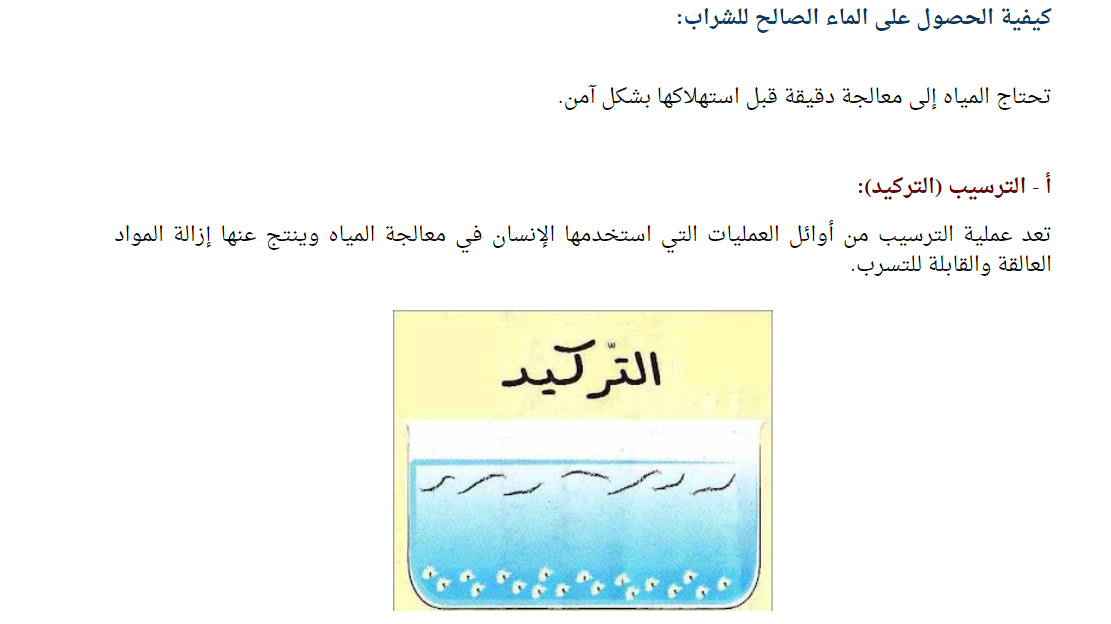 كيفية الحصول على الماء الصالح للشراب:
تحتاج المياه إلى معالجة دقيقة قبل استهلاكها بشكل آمن.
أ - الترسيب (التركيد):
تعد عملية الترسيب من أوائل العمليات التي استخدمها الإنسان في معالجة المياه وينتج عنها إزالة المواد
العالقة والقابلة للتسرب.
التّركيد